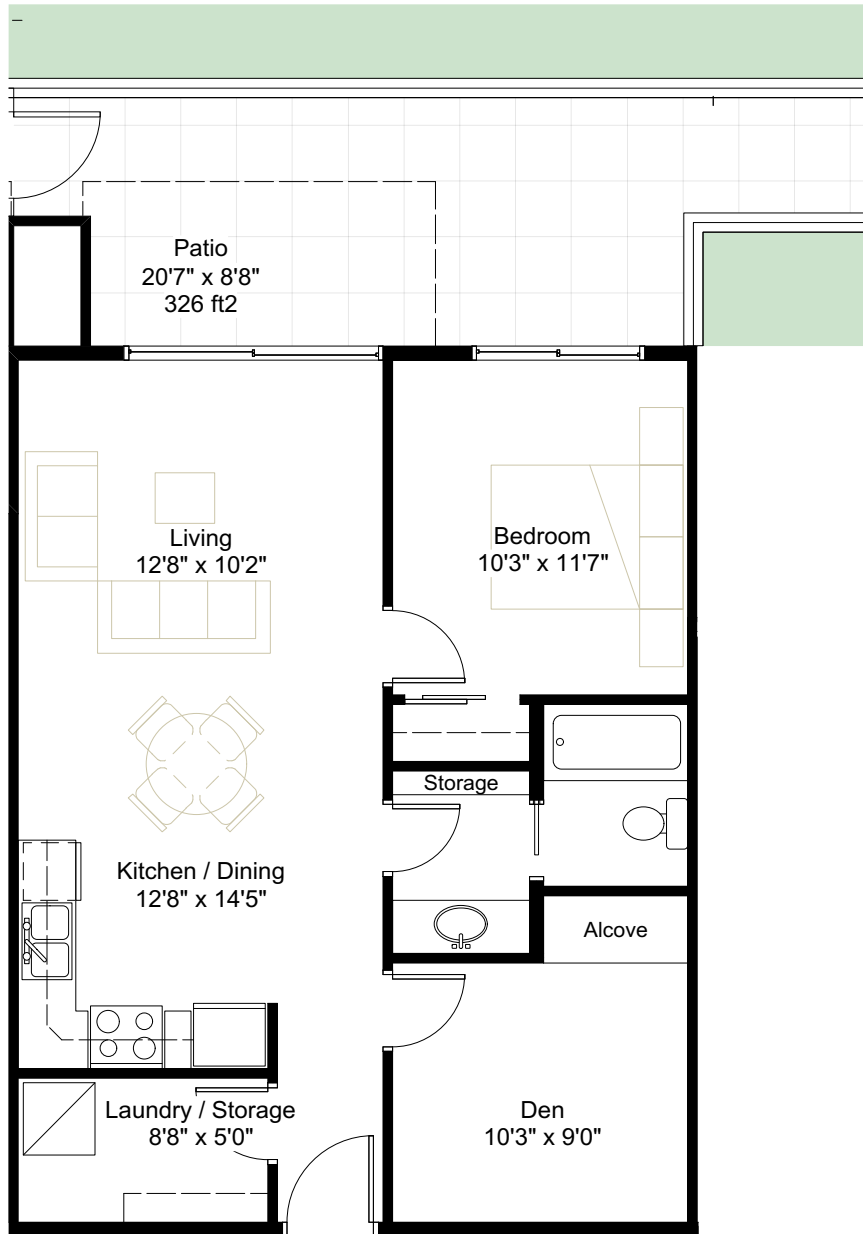 Patio
20'7" x 8'8"
326 ft2
Living
12'8" x 10'2"
Bedroom
10'3" x 11'7"
Storage
Kitchen / Dining
12'8" x 14'5"
Alcove
Laundry / Storage
8'8" x 5'0"
Den
10'3" x 9'0"